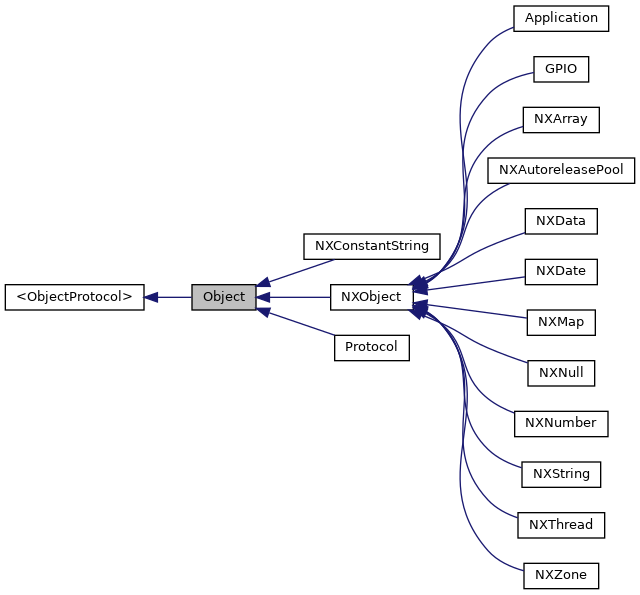 Application
GPIO
NXArray
NXAutoreleasePool
NXData
NXConstantString
NXDate
<ObjectProtocol>
Object
NXObject
NXMap
Protocol
NXNull
NXNumber
NXString
NXThread
NXZone